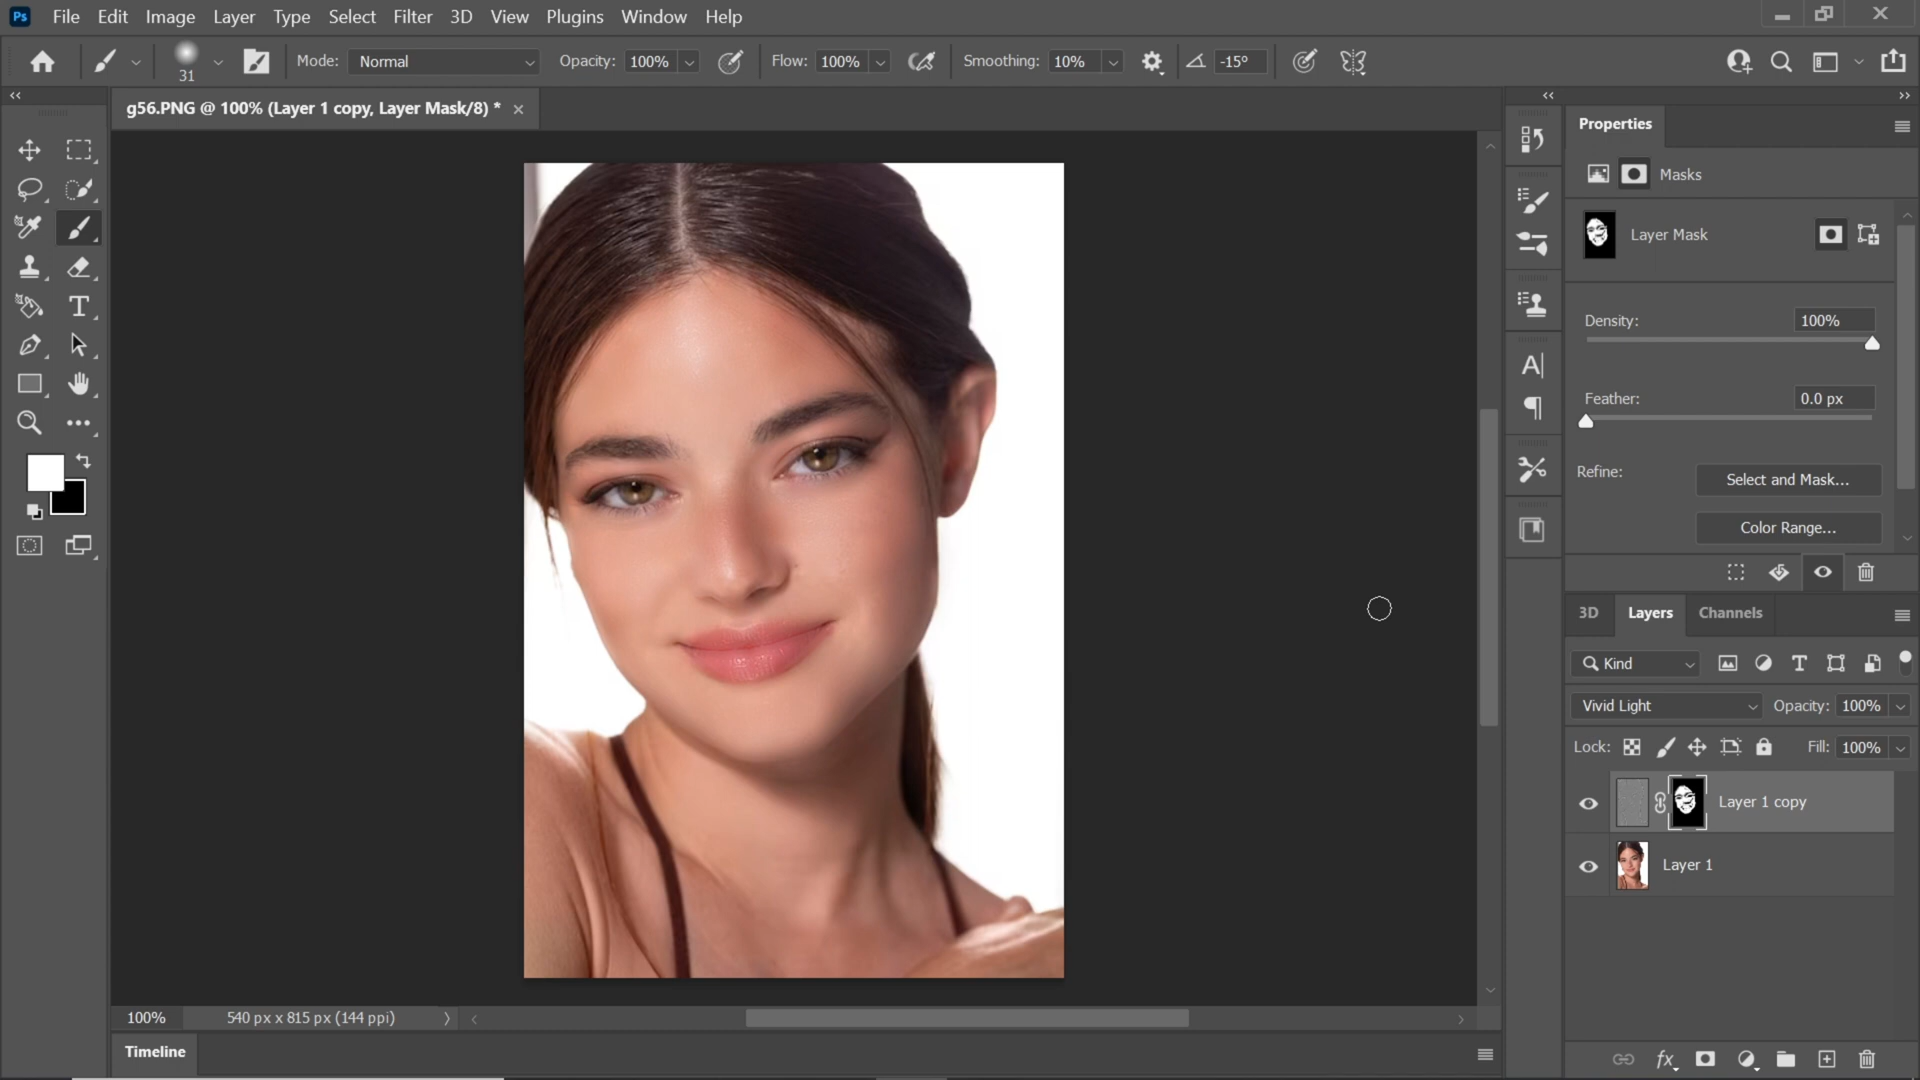 Ps File Edit Image Layer Type Select Filter 3D View Plugins Window Help
31 Mode: Normal Opacity: 100% Flow: 100% Smoothing: 10% -15°
g56.PNG @ 100% (Layer 1 copy, Layer Mask/8) *
Properties
Masks
Layer Mask
Density: 100%
Feather: 0.0 px
Refine: Select and Mask...
Color Range...
3D Layers Channels
Kind
Vivid Light Opacity: 100%
Lock: Fill: 100%
Layer 1 copy
Layer 1
100% 540 px x 815 px (144 ppi)
Timeline
fx